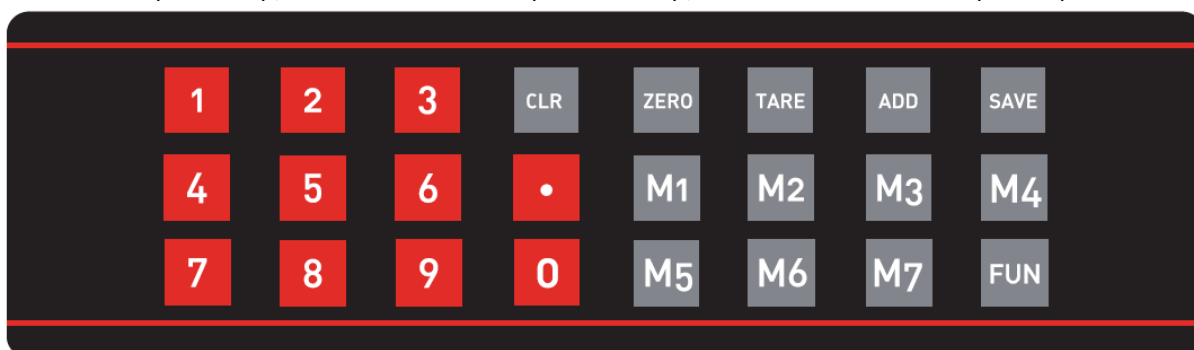 1 2 3 CLR ZERO TARE ADD SAVE
4 5 6 • M1 M2 M3 M4
7 8 9 0 M5 M6 M7 FUN